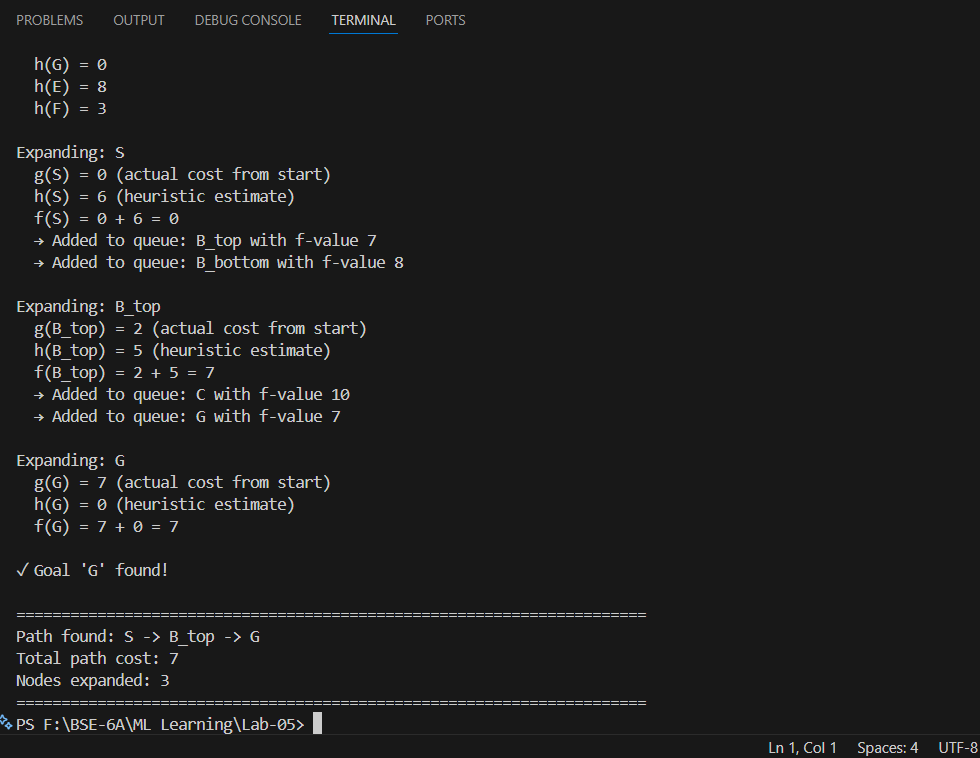 PROBLEMS OUTPUT DEBUG CONSOLE TERMINAL PORTS
h(G) = 0
h(E) = 8
h(F) = 3
Expanding: S
g(S) = 0 (actual cost from start)
h(S) = 6 (heuristic estimate)
f(S) = 0 + 6 = 0
→ Added to queue: B_top with f-value 7
→ Added to queue: B_bottom with f-value 8
Expanding: B_top
g(B_top) = 2 (actual cost from start)
h(B_top) = 5 (heuristic estimate)
f(B_top) = 2 + 5 = 7
→ Added to queue: C with f-value 10
→ Added to queue: G with f-value 7
Expanding: G
g(G) = 7 (actual cost from start)
h(G) = 0 (heuristic estimate)
f(G) = 7 + 0 = 7
✓ Goal 'G' found!
======================================================================
Path found: S -> B_top -> G
Total path cost: 7
Nodes expanded: 3
======================================================================
PS F:\BSE-6A\ML Learning\Lab-05>
Ln 1, Col 1 Spaces: 4 UTF-8